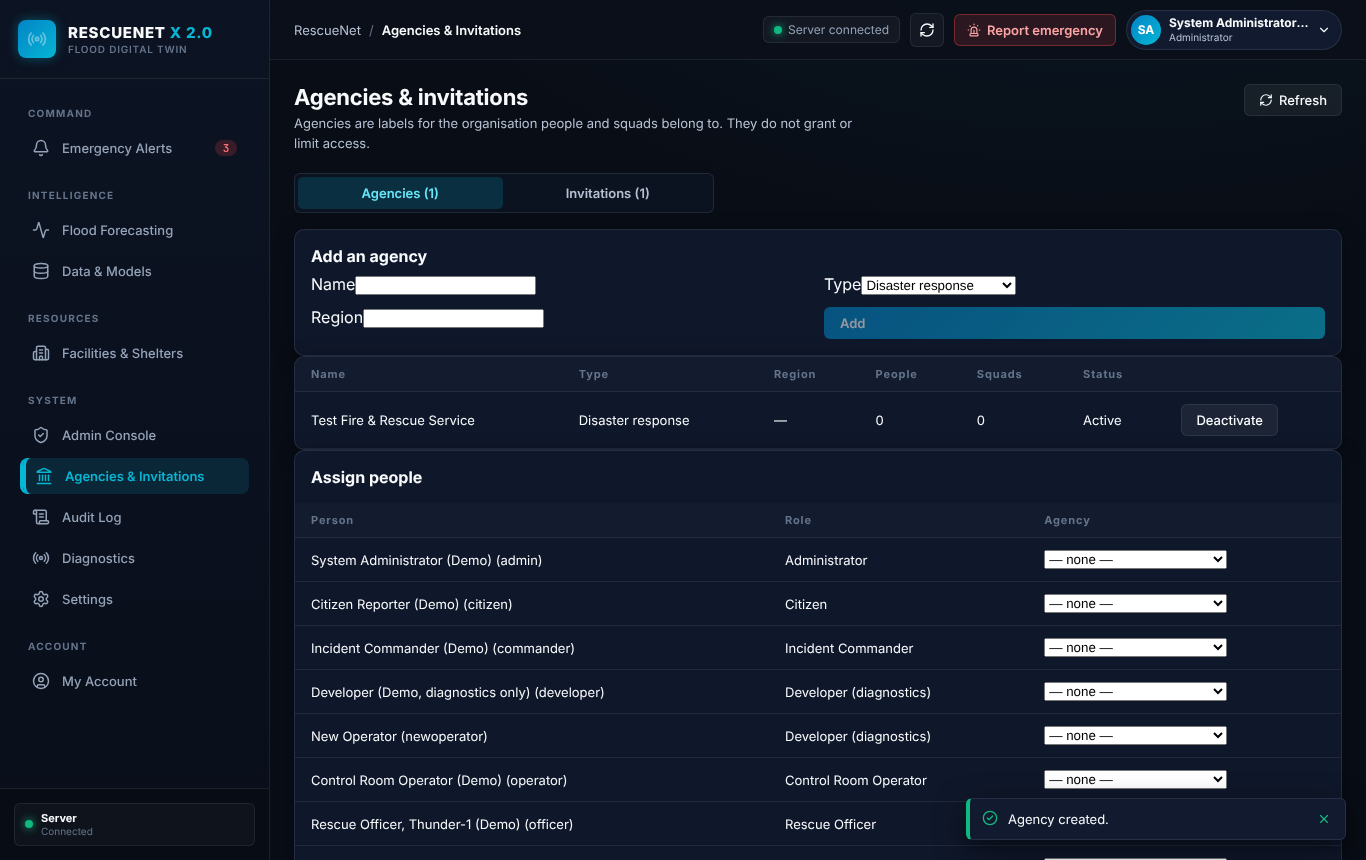 RESCUENET X 2.0
FLOOD DIGITAL TWIN
RescueNet / Agencies & Invitations
Server connected
Report emergency
SA
System Administrator...
Administrator
COMMAND
Emergency Alerts
3
INTELLIGENCE
Flood Forecasting
Data & Models
RESOURCES
Facilities & Shelters
SYSTEM
Admin Console
Agencies & Invitations
Audit Log
Diagnostics
Settings
ACCOUNT
My Account
Server
Connected
Agencies & invitations
Agencies are labels for the organisation people and squads belong to. They do not grant or
limit access.
Refresh
Agencies (1)
Invitations (1)
Add an agency
Name
Type Disaster response
Region
Add
Name Type Region People Squads Status
Test Fire & Rescue Service Disaster response — 0 0 Active Deactivate
Assign people
Person Role Agency
System Administrator (Demo) (admin) Administrator — none —
Citizen Reporter (Demo) (citizen) Citizen — none —
Incident Commander (Demo) (commander) Incident Commander — none —
Developer (Demo, diagnostics only) (developer) Developer (diagnostics) — none —
New Operator (newoperator) Developer (diagnostics) — none —
Control Room Operator (Demo) (operator) Control Room Operator — none —
Rescue Officer, Thunder-1 (Demo) (officer) Rescue Officer
Agency created.